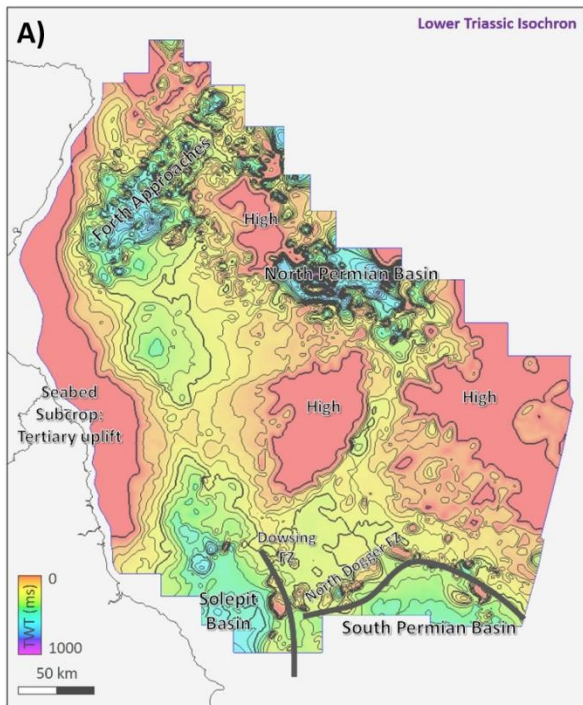 A)
Lower Triassic Isochron
Forth Approaches
High
North Permian Basin
Seabed
Subcrop:
Tertiary uplift
High
High
Dowsing
FZ
North Dogger FZ
Solepit
Basin
South Permian Basin
0
TWT (ms)
1000
50 km